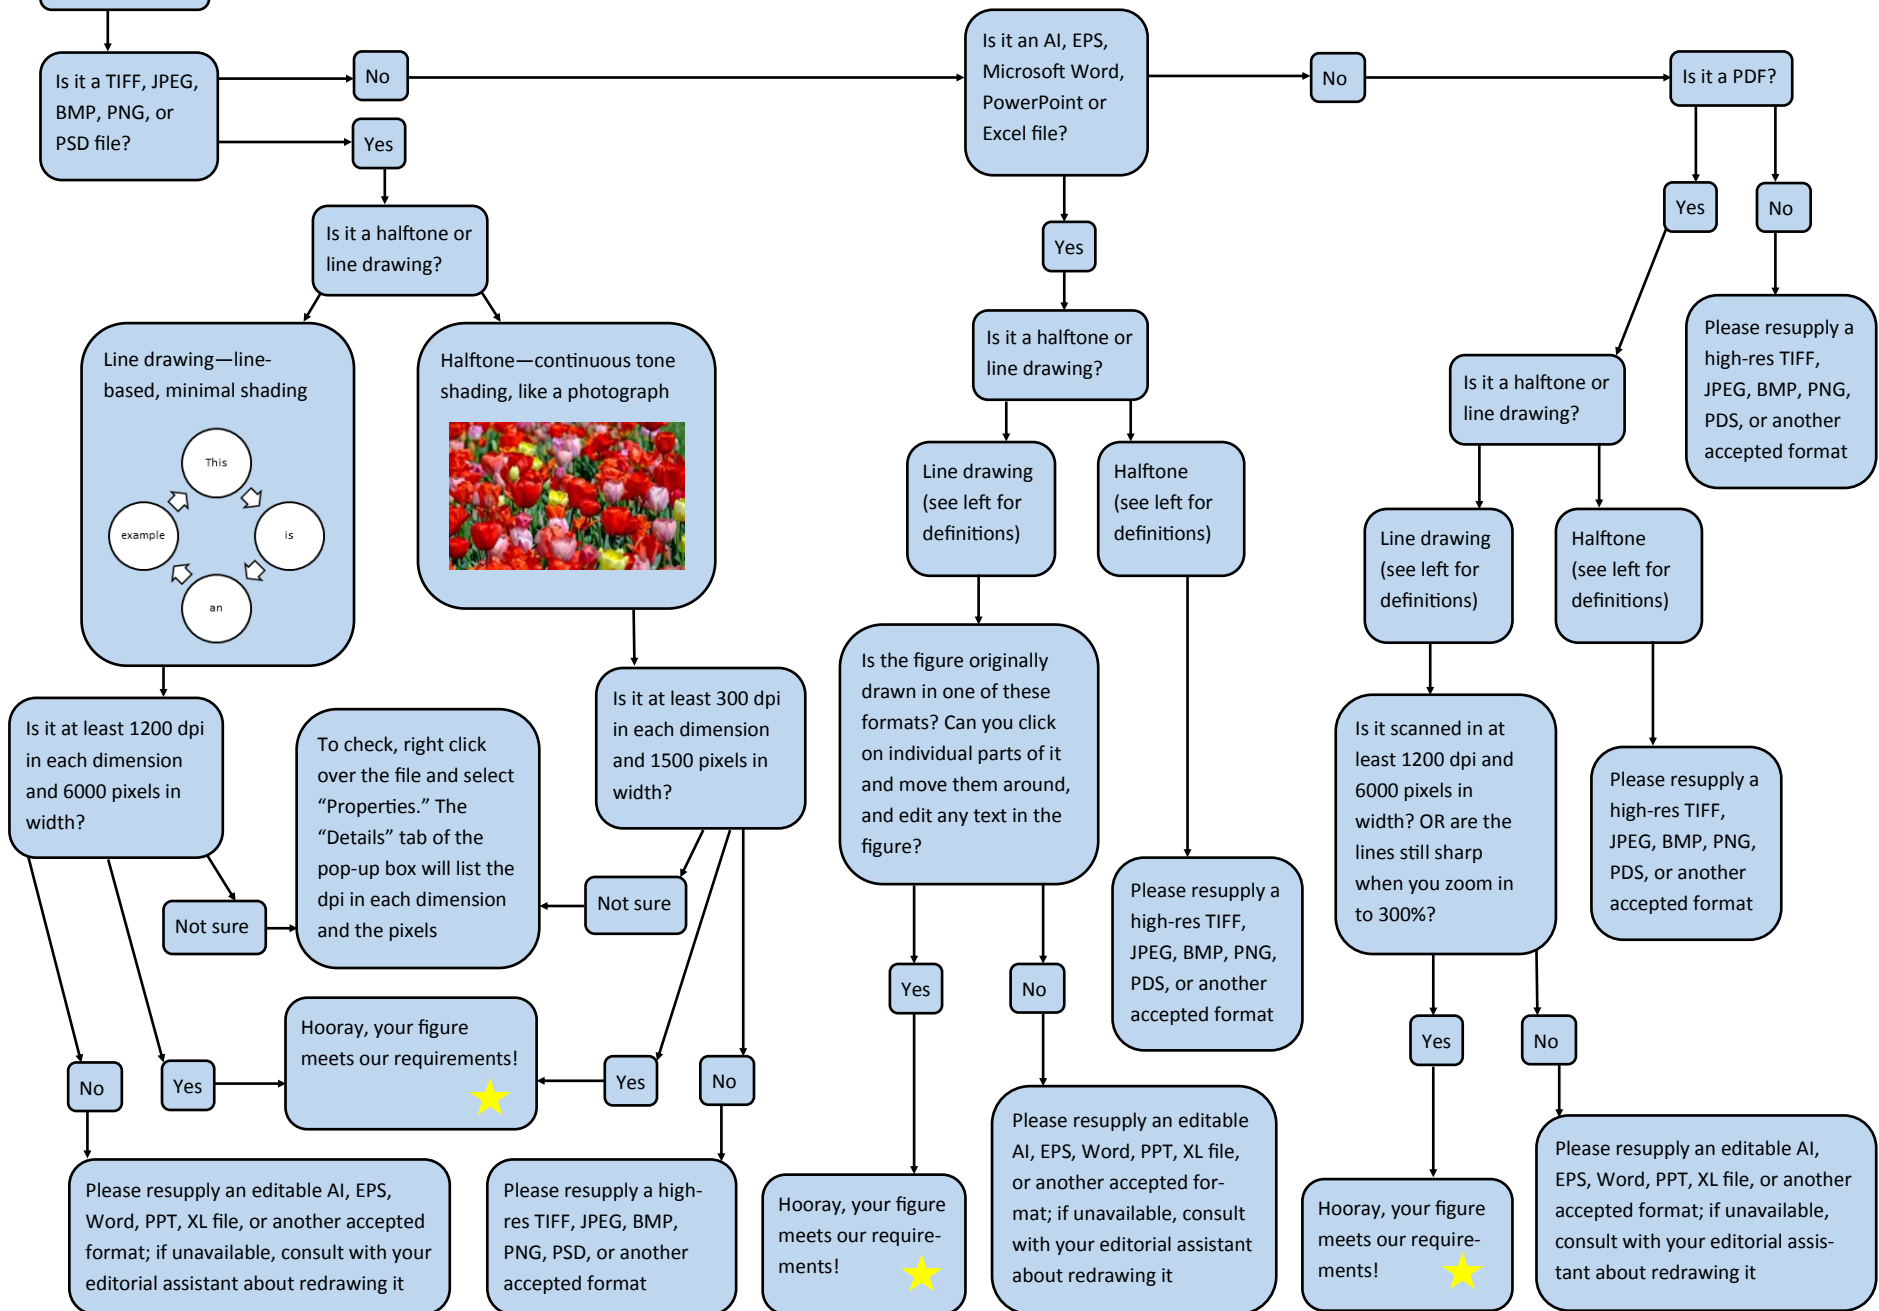 Is it a TIFF, JPEG,
BMP, PNG, or
PSD file?
No
Yes
Is it an AI, EPS,
Microsoft Word,
PowerPoint or
Excel file?
No
Is it a PDF?
Yes
No
Please resupply a
high-res TIFF,
JPEG, BMP, PNG,
PDS, or another
accepted format
Is it a halftone or
line drawing?
Line drawing—line-
based, minimal shading
This
is
an
example
Halftone—continuous tone
shading, like a photograph
Is it at least 1200 dpi
in each dimension
and 6000 pixels in
width?
Not sure
To check, right click
over the file and select
“Properties.” The
“Details” tab of the
pop-up box will list the
dpi in each dimension
and the pixels
Is it at least 300 dpi
in each dimension
and 1500 pixels in
width?
Not sure
No
Yes
Hooray, your figure
meets our requirements!
Yes
No
Please resupply an editable AI, EPS,
Word, PPT, XL file, or another accepted
format; if unavailable, consult with your
editorial assistant about redrawing it
Please resupply a high-
res TIFF, JPEG, BMP,
PNG, PSD, or another
accepted format
Yes
Is it a halftone or
line drawing?
Line drawing
(see left for
definitions)
Halftone
(see left for
definitions)
Is the figure originally
drawn in one of these
formats? Can you click
on individual parts of it
and move them around,
and edit any text in the
figure?
Please resupply a
high-res TIFF,
JPEG, BMP, PNG,
PDS, or another
accepted format
Yes
No
Hooray, your figure
meets our require-
ments!
Please resupply an editable
AI, EPS, Word, PPT, XL file,
or another accepted for-
mat; if unavailable, consult
with your editorial assistant
about redrawing it
Is it a halftone or
line drawing?
Line drawing
(see left for
definitions)
Halftone
(see left for
definitions)
Is it scanned in at
least 1200 dpi and
6000 pixels in
width? OR are the
lines still sharp
when you zoom in
to 300%?
Please resupply a
high-res TIFF,
JPEG, BMP, PNG,
PDS, or another
accepted format
Yes
No
Hooray, your figure
meets our require-
ments!
Please resupply an editable AI,
EPS, Word, PPT, XL file, or another
accepted format; if unavailable,
consult with your editorial assis-
tant about redrawing it